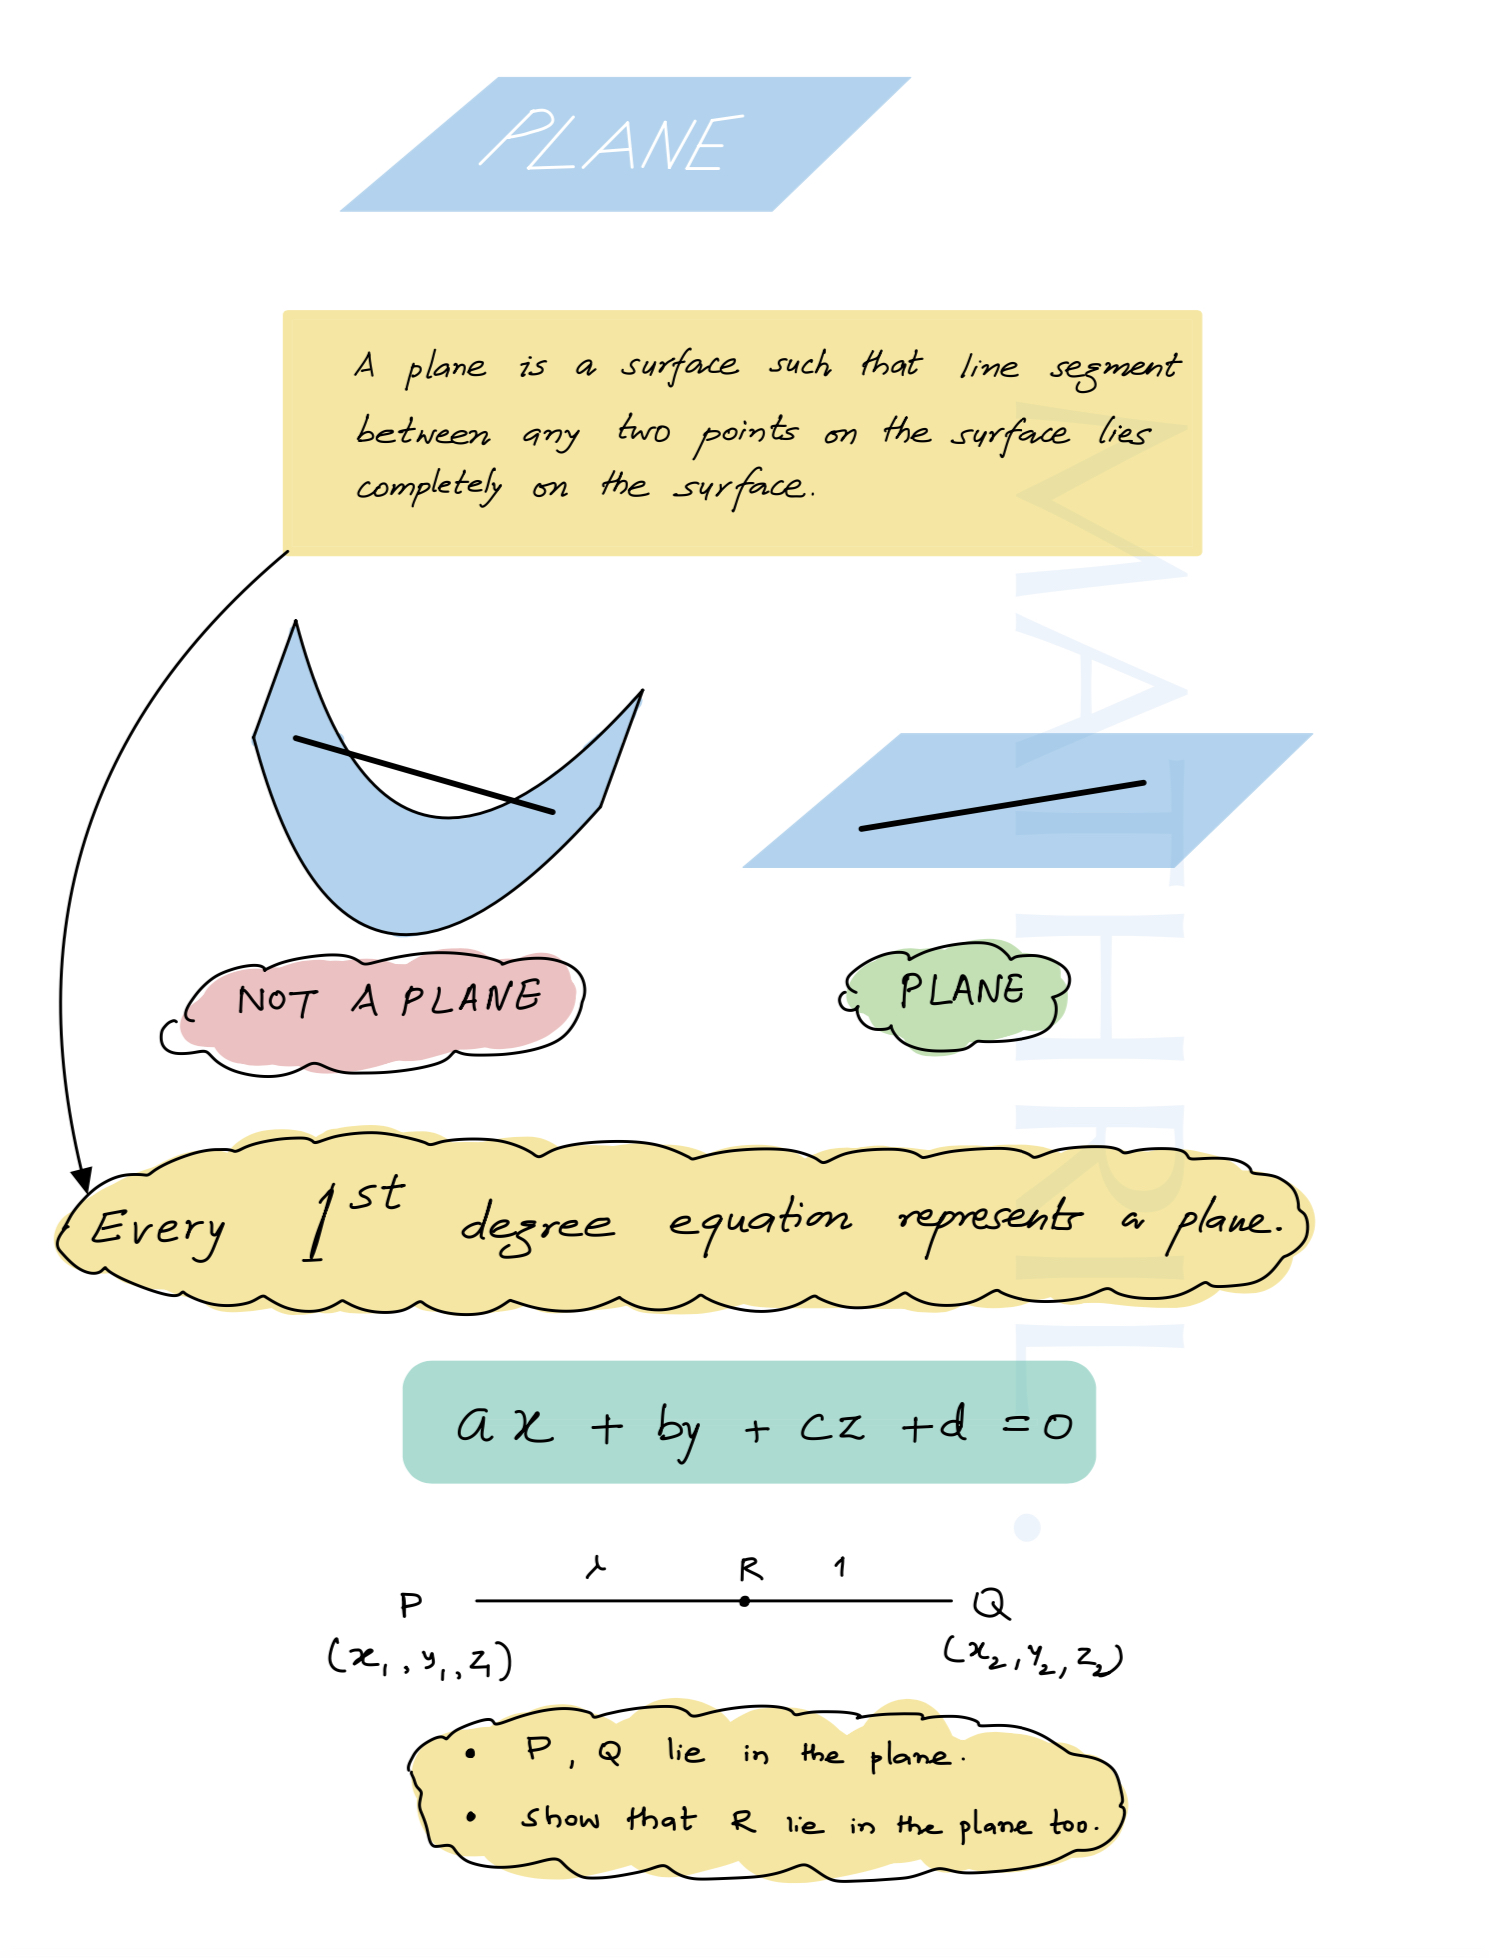 PLANE
A plane is a surface such that line segment
between any two points on the surface lies
completely on the surface.
NOT A PLANE
PLANE
Every 1st degree equation represents a plane.
ax + by + cz + d = 0
λ R 1
P Q
(x₁, y₁, z₁) (x₂, y₂, z₂)
• P, Q lie in the plane.
• show that R lie in the plane too.
MATHRIL.